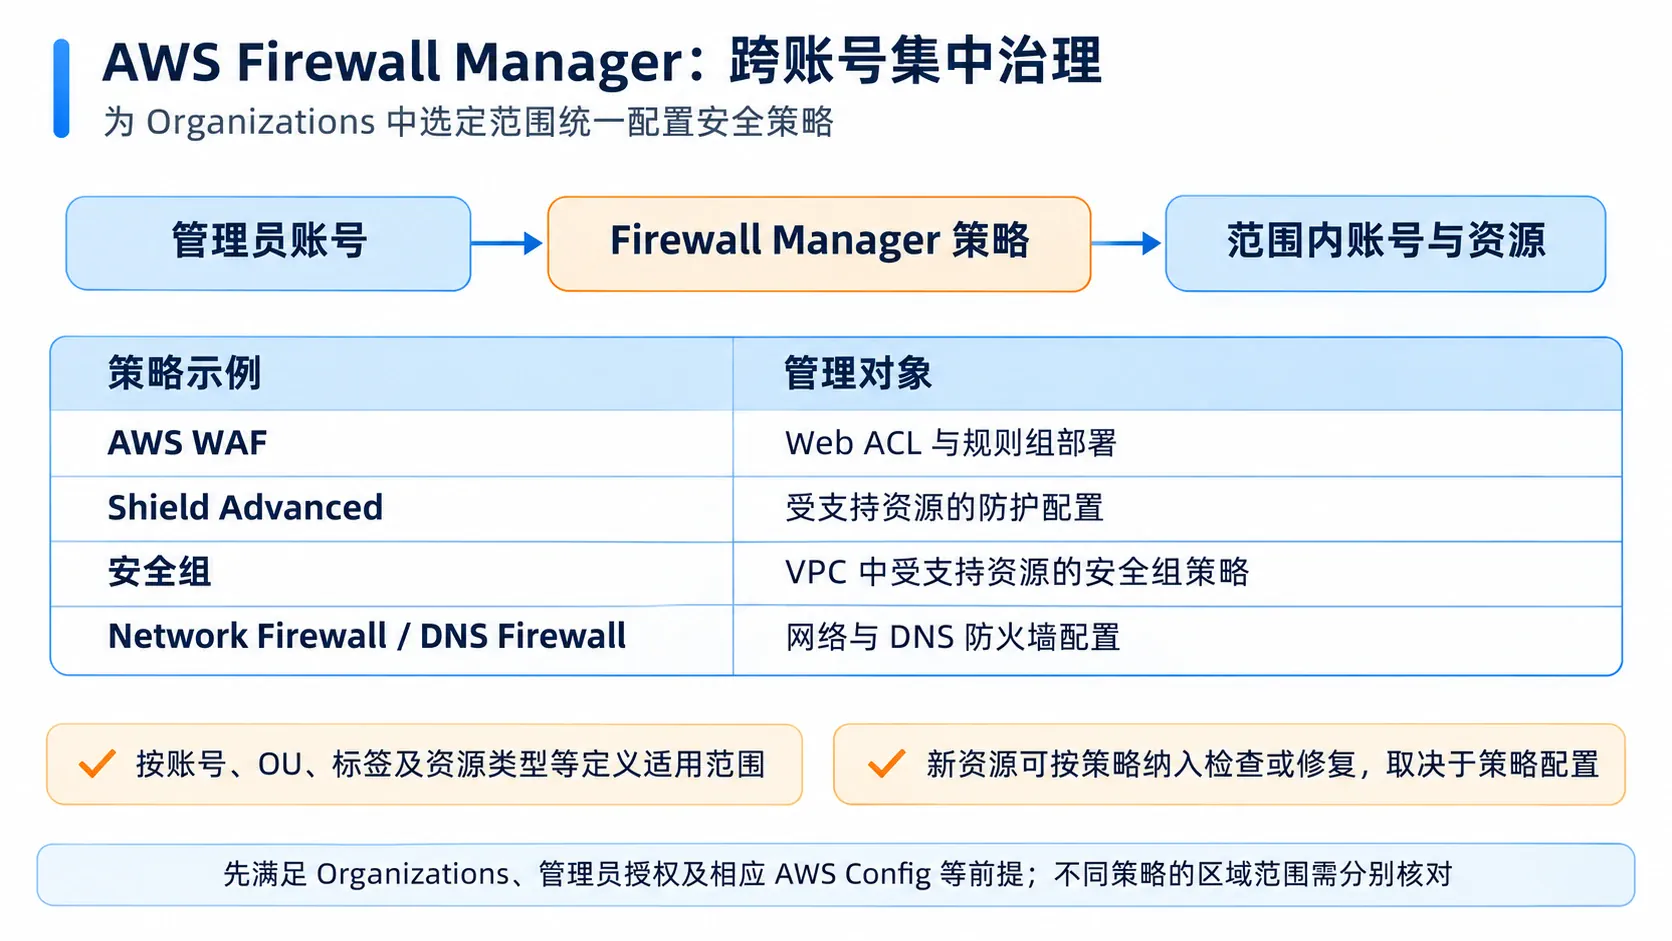 AWS Firewall Manager：跨账号集中治理
为 Organizations 中选定范围统一配置安全策略
管理员账号
Firewall Manager 策略
范围内账号与资源
策略示例
管理对象
AWS WAF
Web ACL 与规则组部署
Shield Advanced
受支持资源的防护配置
安全组
VPC 中受支持资源的安全组策略
Network Firewall / DNS Firewall
网络与 DNS 防火墙配置
按账号、OU、标签及资源类型等定义适用范围
新资源可按策略纳入检查或修复，取决于策略配置
先满足 Organizations、管理员授权及相应 AWS Config 等前提；不同策略的区域范围需分别核对